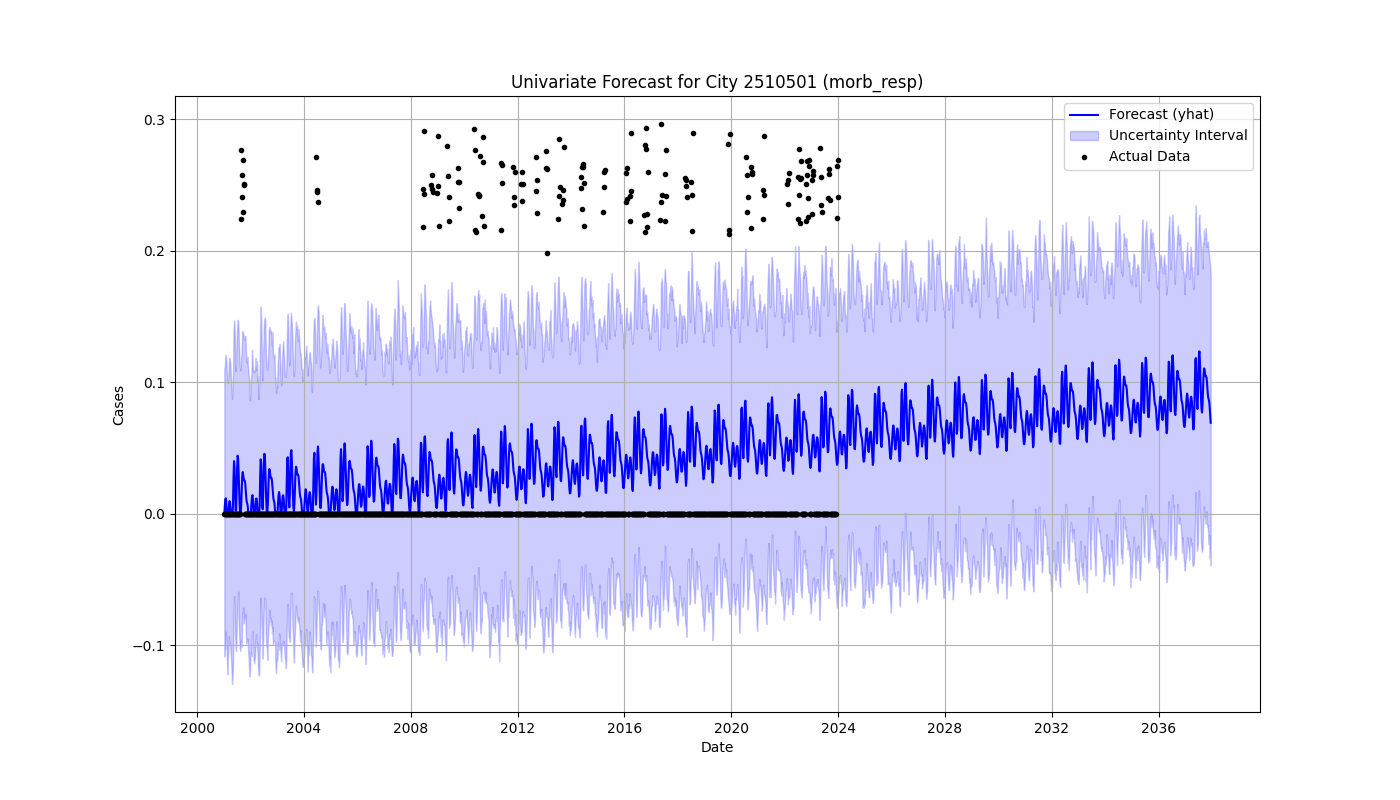 Univariate Forecast for City 2510501 (morb_resp)
Forecast (yhat)
Uncertainty Interval
Actual Data
0.3
0.2
0.1
0.0
−0.1
Cases
2000
2004
2008
2012
2016
2020
2024
2028
2032
2036
Date